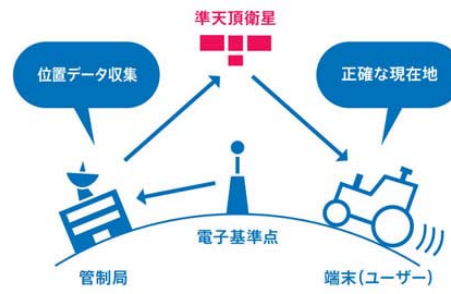 準天頂衛星
位置データ収集
正確な現在地
電子基準点
管制局
端末(ユーザー)